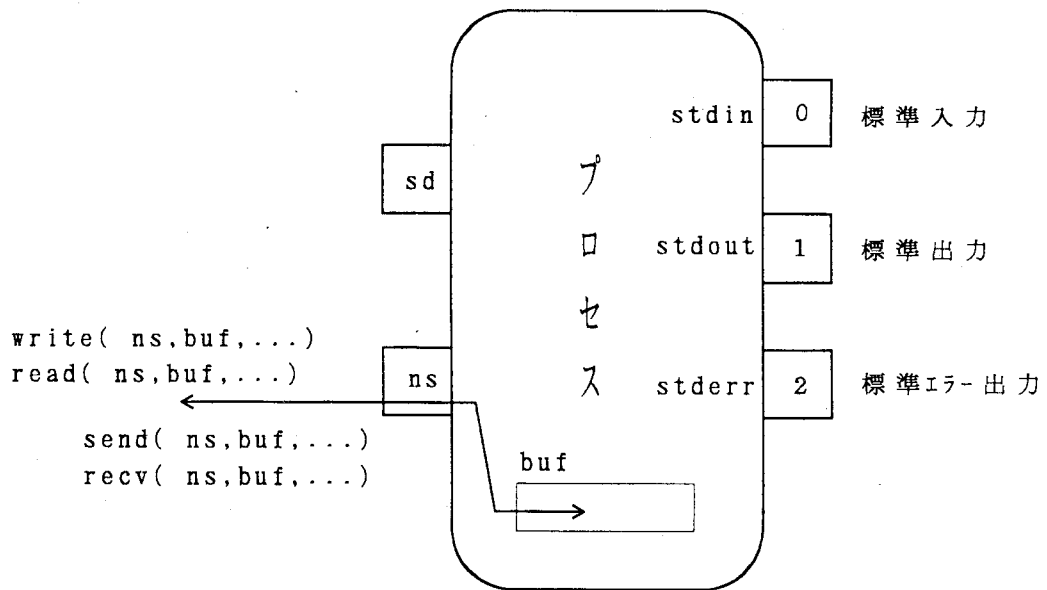 stdin 0 標準入力
sd
プロセス
stdout 1 標準出力
write( ns,buf,...)
read( ns,buf,...)
ns
stderr 2 標準エラー出力
send( ns,buf,...)
recv( ns,buf,...)
buf